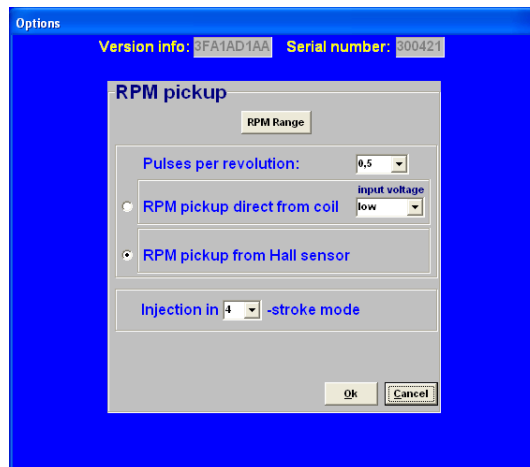 Options
Version info: 3FA1AD1AA Serial number: 300421
RPM pickup
RPM Range
Pulses per revolution: 0,5
input voltage
RPM pickup direct from coil low
RPM pickup from Hall sensor
Injection in 4 -stroke mode
Ok Cancel